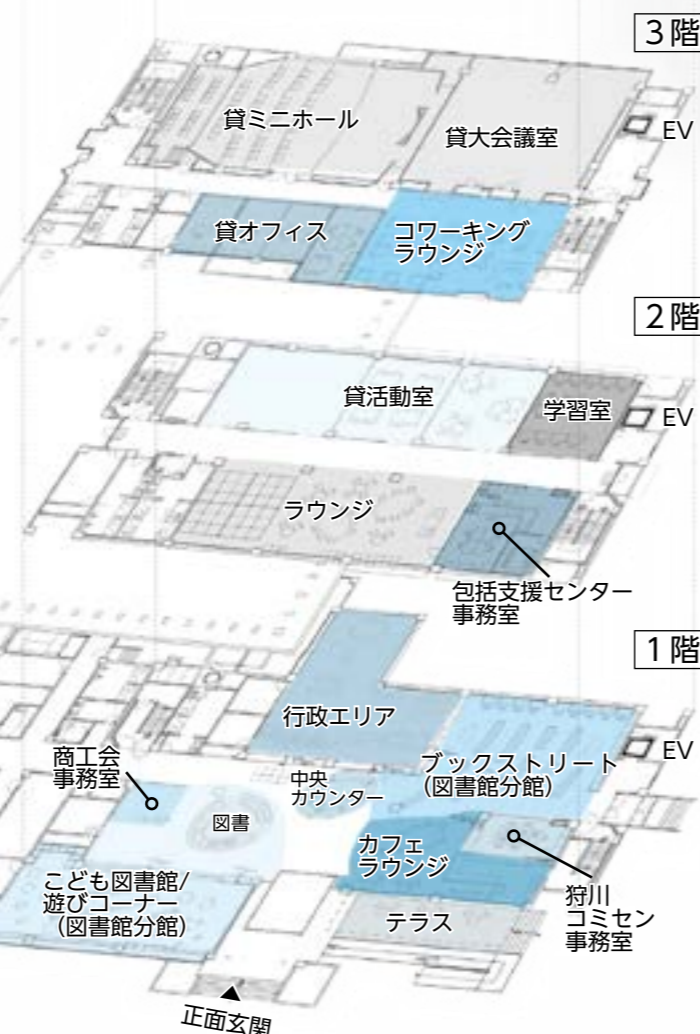 3階
貸ミニホール
貸大会議室
EV
貸オフィス
コワーキング
ラウンジ
2階
貸活動室
学習室
EV
ラウンジ
包括支援センター
事務室
1階
行政エリア
EV
商工会
事務室
中央
カウンター
ブックストリート
(図書館分館)
図書
カフェ
ラウンジ
こども図書館/
遊びコーナー
(図書館分館)
狩川
コミセン
事務室
テラス
正面玄関